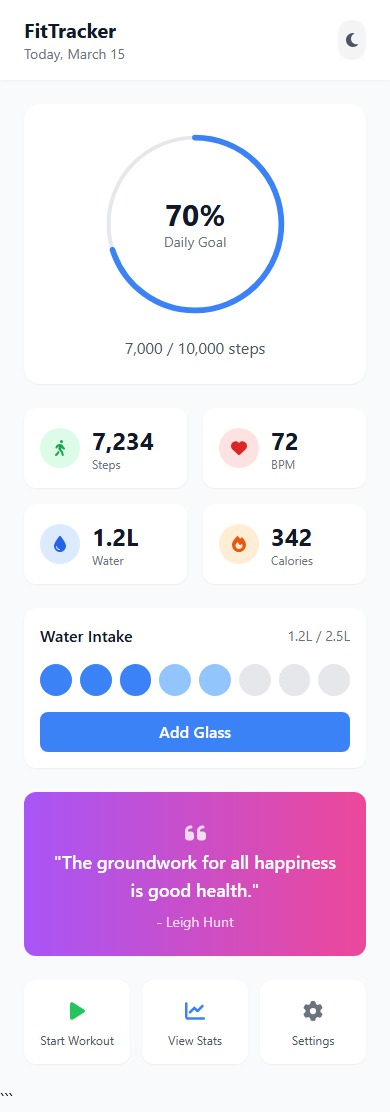 FitTracker
Today, March 15
70%
Daily Goal
7,000 / 10,000 steps
7,234
Steps
72
BPM
1.2L
Water
342
Calories
Water Intake
1.2L / 2.5L
Add Glass
"The groundwork for all happiness
is good health."
- Leigh Hunt
Start Workout
View Stats
Settings
```